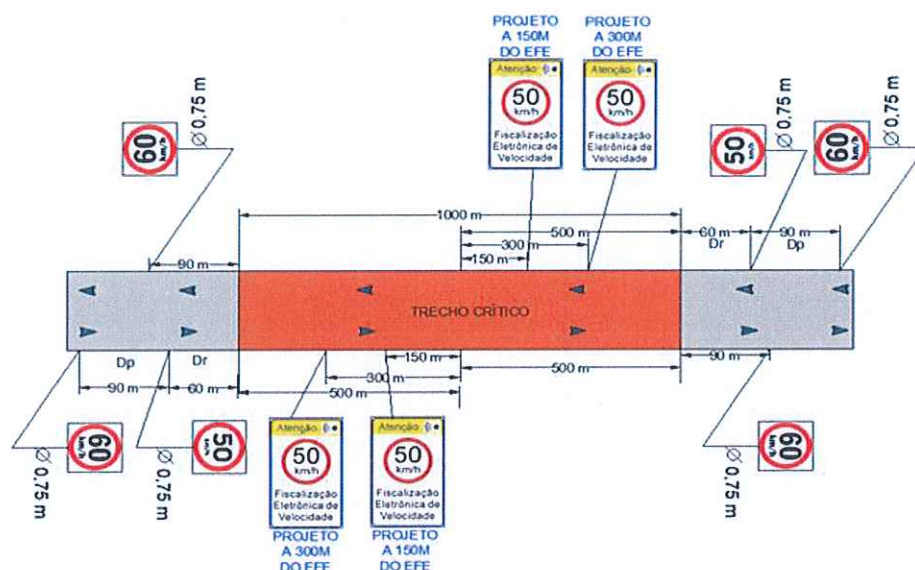 PROJETO
A 150M
DO EFE
PROJETO
A 300M
DO EFE
Atenção
50
km/h
Fiscalização
Eletrônica de
Velocidade
Atenção
50
km/h
Fiscalização
Eletrônica de
Velocidade
60
km/h
Ø 0,75 m
50
km/h
Ø 0,75 m
60
km/h
Ø 0,75 m
1000 m
500 m
300 m
150 m
60 m
Dr
90 m
Dp
90 m
TRECHO CRÍTICO
Dp
Dr
90 m
60 m
150 m
300 m
500 m
500 m
90 m
60
km/h
Ø 0,75 m
50
km/h
Ø 0,75 m
60
km/h
Ø 0,75 m
Atenção
50
km/h
Fiscalização
Eletrônica de
Velocidade
Atenção
50
km/h
Fiscalização
Eletrônica de
Velocidade
PROJETO
A 300M
DO EFE
PROJETO
A 150M
DO EFE